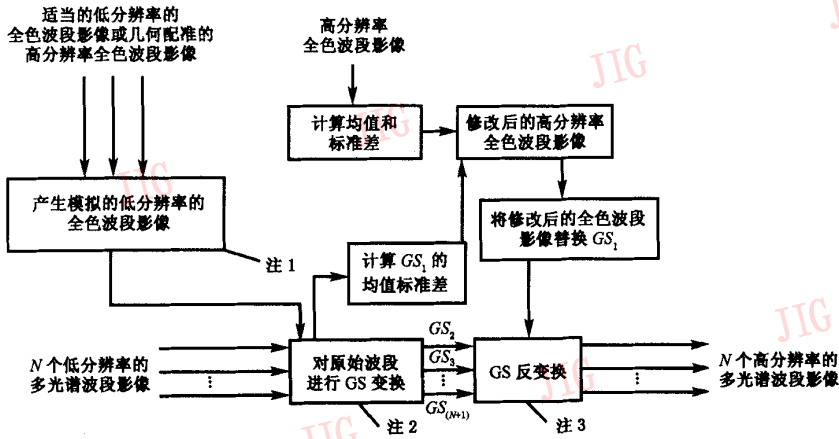 适当的低分辨率的
全色波段影像或几何配准的
高分辨率全色波段影像
高分辨率
全色波段影像
JIG
计算均值和
标准差
JIG
修改后的高分辨率
全色波段影像
产生模拟的低分辨率的
全色波段影像
JIG
注 1
将修改后的全色波段
影像替换 GS₁
计算 GS₁ 的
均值标准差
JIG
N 个低分辨率的
多光谱波段影像
⋮
对原始波段
进行 GS 变换
注 2
GS₂
GS₃
⋮
GS₍N+1₎
GS 反变换
JIG
注 3
⋮
N 个高分辨率的
多光谱波段影像
JIG